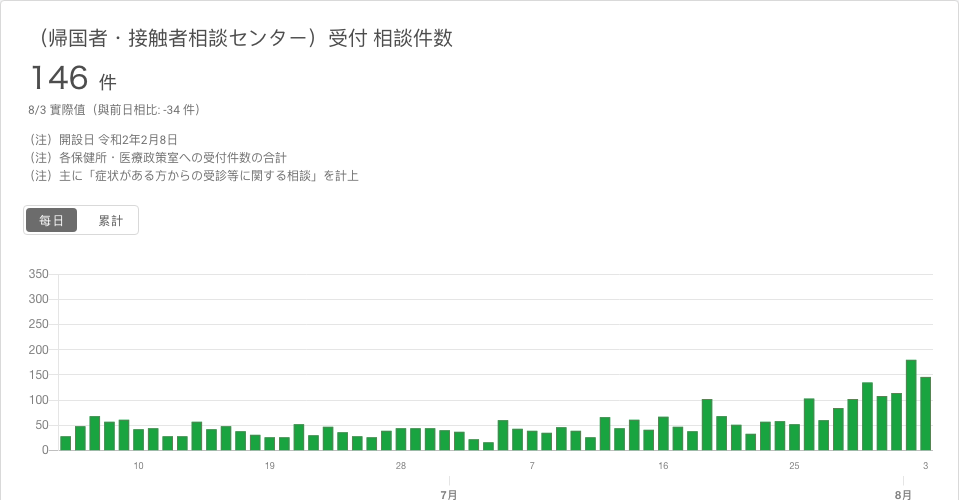 （帰国者・接触者相談センター）受付 相談件数
146 件
8/3 實際値（與前日相比: -34 件）
（注）開設日 令和2年2月8日
（注）各保健所・医療政策室への受付件数の合計
（注）主に「症状がある方からの受診等に関する相談」を計上
每日 累計
350
300
250
200
150
100
50
0
10 19 28 7 16 25 3
7月 8月